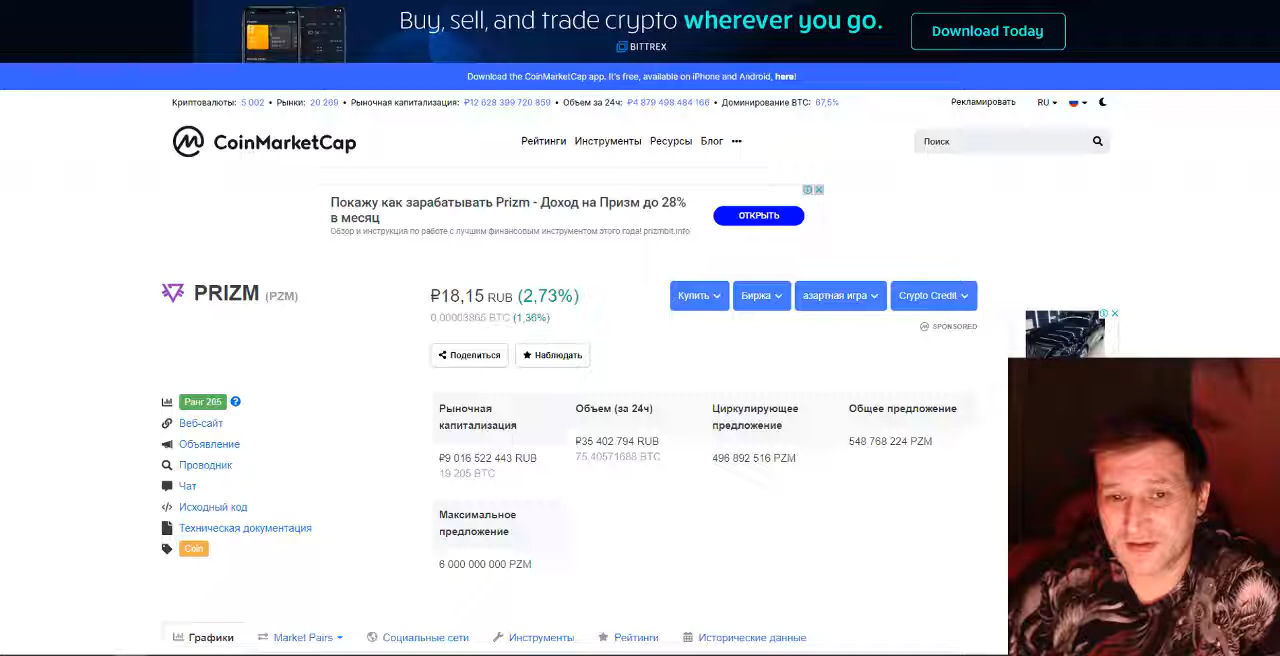 Buy, sell, and trade crypto wherever you go.
BITTREX
Download Today
Download the CoinMarketCap app. It's free, available on iPhone and Android, here!
Криптовалюты: 5 002 • Рынки: 20 269 • Рыночная капитализация: ₽12 628 399 720 859 • Объем за 24ч: ₽4 879 498 484 166 • Доминирование BTC: 67,5%
Рекламировать RU
CoinMarketCap
Рейтинги Инструменты Ресурсы Блог •••
Поиск
Покажу как зарабатывать Prizm - Доход на Призм до 28%
в месяц
Обзор и инструкция по работе с лучшим финансовым инструментом этого года! prizmbit.info
ОТКРЫТЬ
PRIZM (PZM)
₽18,15 RUB (2,73%)
0.00003865 BTC (1,36%)
Купить Биржа азартная игра Crypto Credit
SPONSORED
Поделиться Наблюдать
Ранг 205
Веб-сайт
Объявление
Проводник
Чат
Исходный код
Техническая документация
Coin
Рыночная
капитализация
₽9 016 522 443 RUB
19 205 BTC
Объем (за 24ч)
₽35 402 794 RUB
75,40571688 BTC
Циркулирующее
предложение
496 892 516 PZM
Общее предложение
548 768 224 PZM
Максимальное
предложение
6 000 000 000 PZM
Графики Market Pairs Социальные сети Инструменты Рейтинги Исторические данные